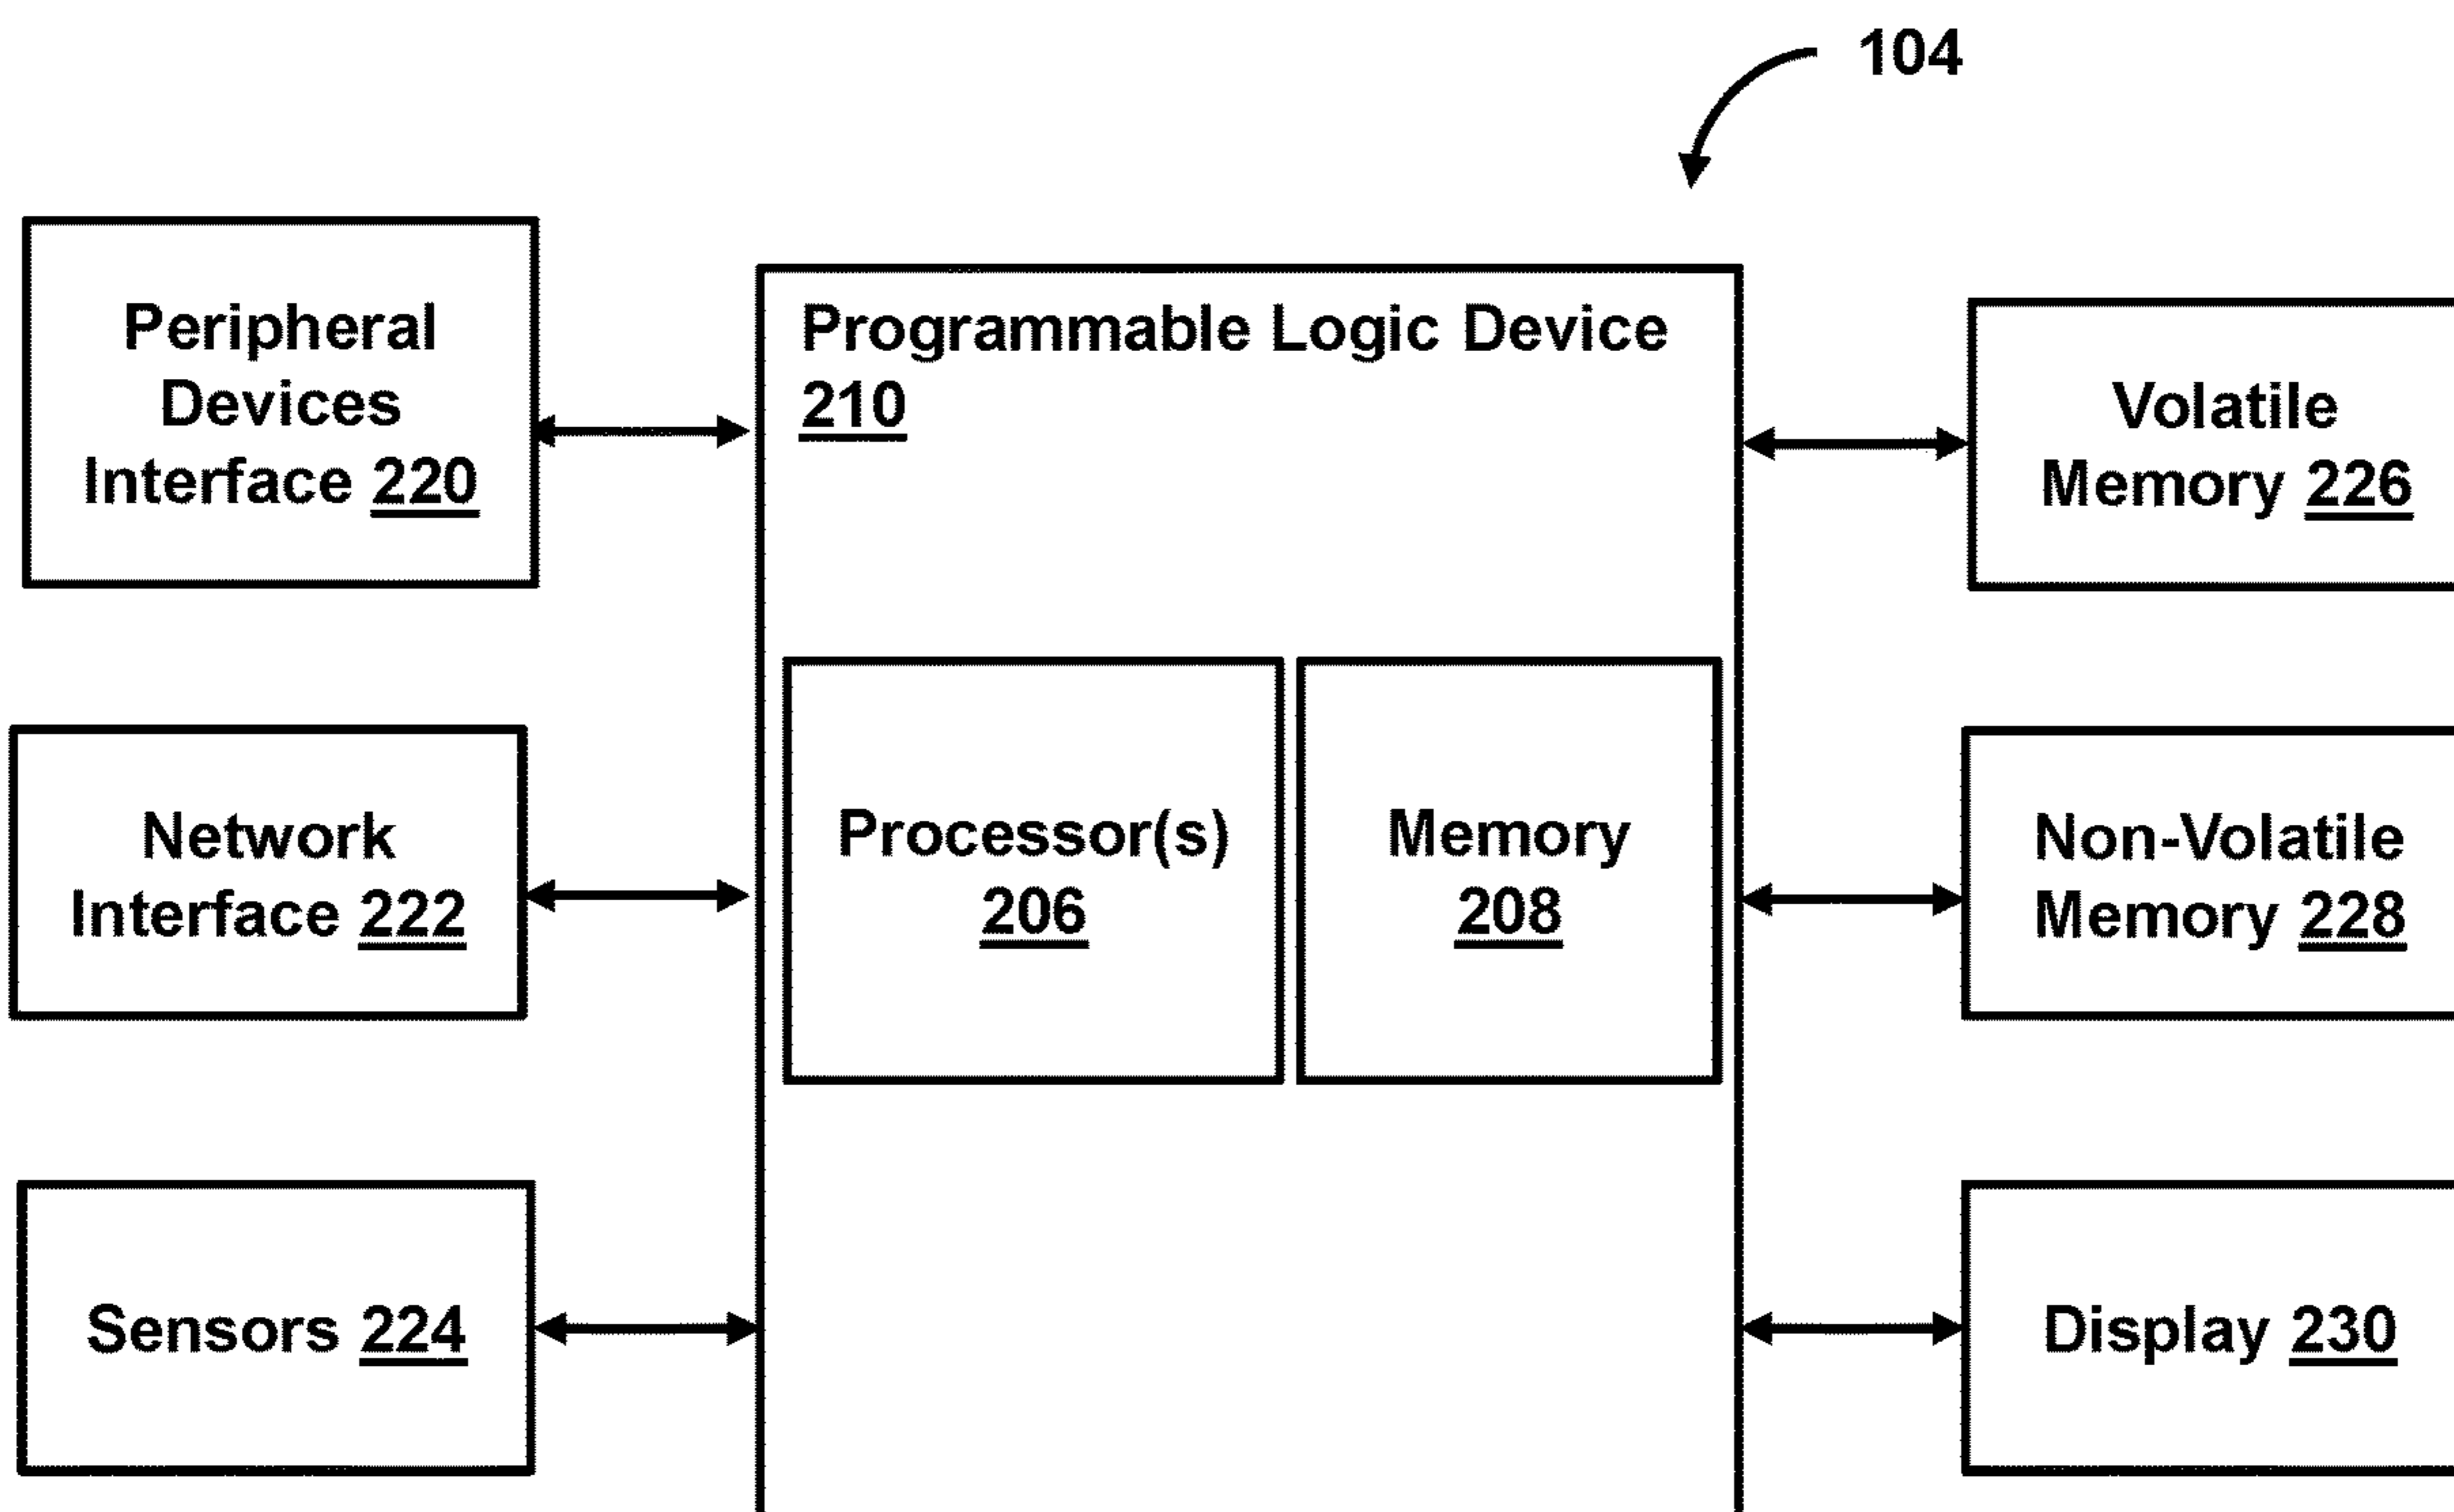 104
Peripheral
Devices
Interface 220
Programmable Logic Device
210
Volatile
Memory 226
Network
Interface 222
Processor(s)
206
Memory
208
Non-Volatile
Memory 228
Sensors 224
Display 230